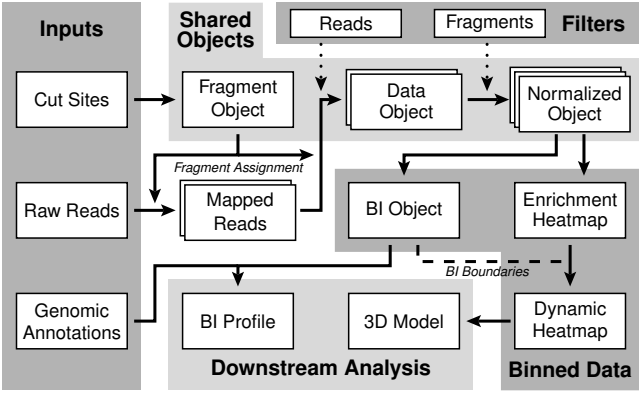 Inputs
Shared
Objects
Reads
Fragments
Filters
Cut Sites
Fragment
Object
Data
Object
Normalized
Object
Fragment Assignment
Raw Reads
Mapped
Reads
BI Object
Enrichment
Heatmap
BI Boundaries
Genomic
Annotations
BI Profile
3D Model
Dynamic
Heatmap
Downstream Analysis
Binned Data